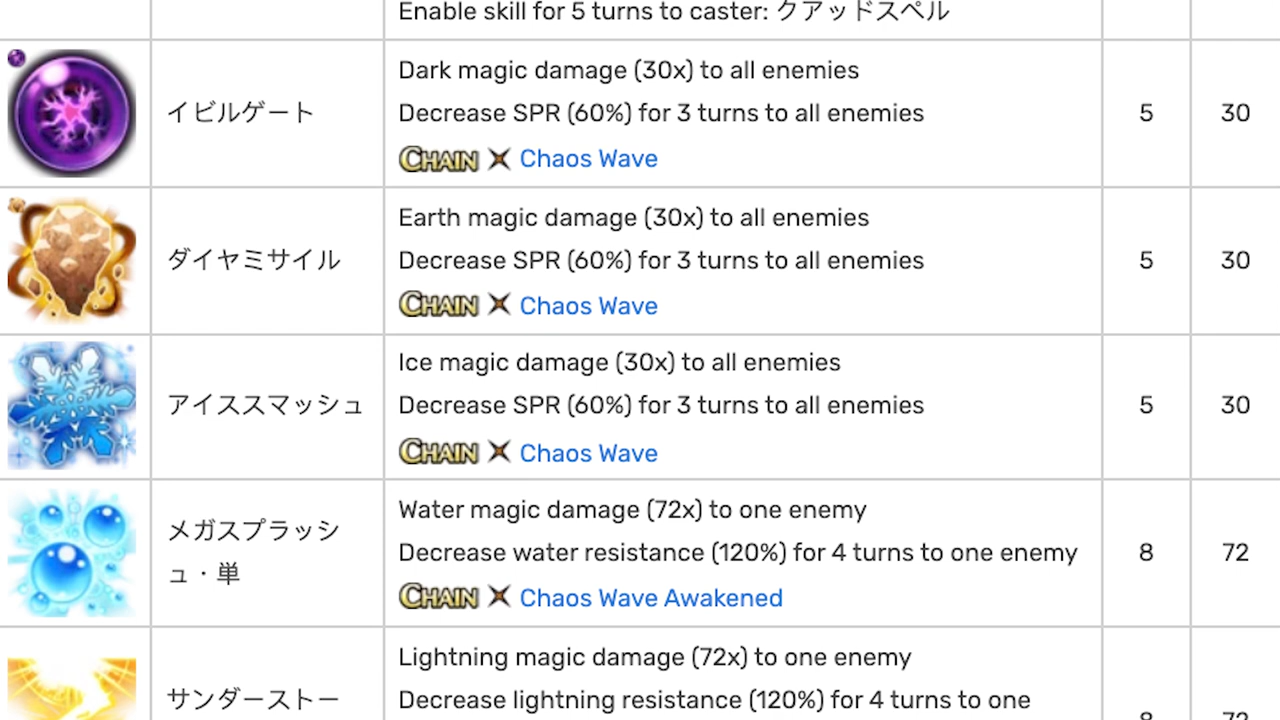 Enable skill for 5 turns to caster: クアッドスペル
イビルゲート
Dark magic damage (30x) to all enemies
Decrease SPR (60%) for 3 turns to all enemies
CHAIN Chaos Wave
5
30
ダイヤミサイル
Earth magic damage (30x) to all enemies
Decrease SPR (60%) for 3 turns to all enemies
CHAIN Chaos Wave
5
30
アイススマッシュ
Ice magic damage (30x) to all enemies
Decrease SPR (60%) for 3 turns to all enemies
CHAIN Chaos Wave
5
30
メガスプラッシ
ュ・単
Water magic damage (72x) to one enemy
Decrease water resistance (120%) for 4 turns to one enemy
CHAIN Chaos Wave Awakened
8
72
サンダーストー
Lightning magic damage (72x) to one enemy
Decrease lightning resistance (120%) for 4 turns to one
8
72